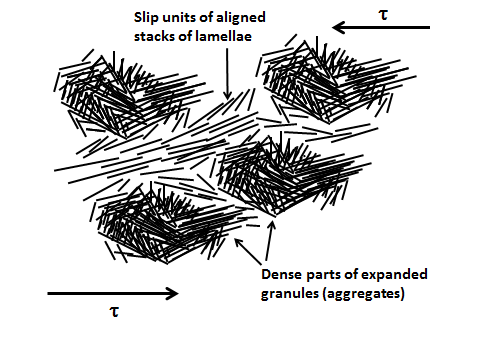 Slip units of aligned
stacks of lamellae
τ
Dense parts of expanded
granules (aggregates)
τ